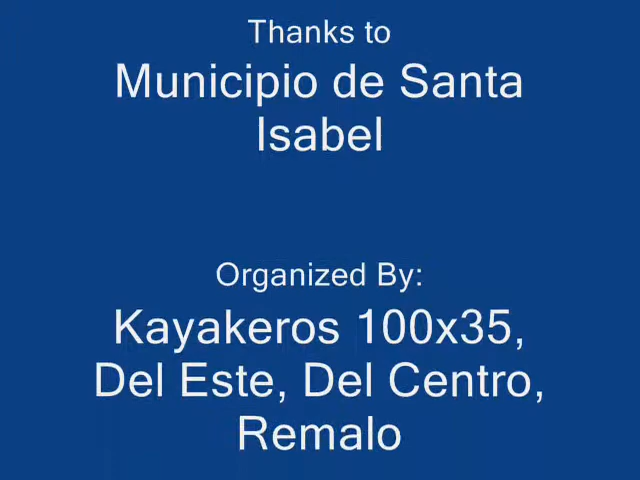 Thanks to
Municipio de Santa
Isabel
Organized By:
Kayakeros 100x35,
Del Este, Del Centro,
Remalo